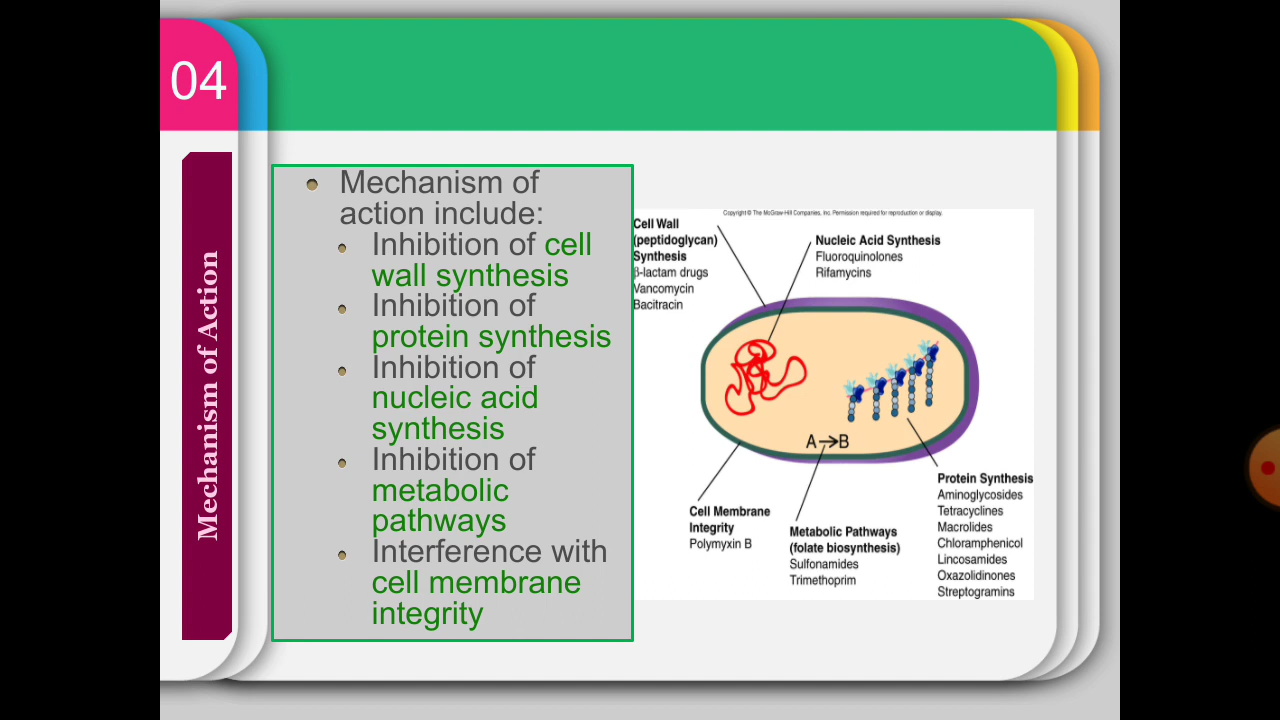 04
Mechanism of Action
Mechanism of
action include:
Inhibition of cell
wall synthesis
Inhibition of
protein synthesis
Inhibition of
nucleic acid
synthesis
Inhibition of
metabolic
pathways
Interference with
cell membrane
integrity
Copyright © The McGraw-Hill Companies, Inc. Permission required for reproduction or display.
Cell Wall
(peptidoglycan)
Synthesis
β-lactam drugs
Vancomycin
Bacitracin
Nucleic Acid Synthesis
Fluoroquinolones
Rifamycins
A→B
Cell Membrane
Integrity
Polymyxin B
Metabolic Pathways
(folate biosynthesis)
Sulfonamides
Trimethoprim
Protein Synthesis
Aminoglycosides
Tetracyclines
Macrolides
Chloramphenicol
Lincosamides
Oxazolidinones
Streptogramins